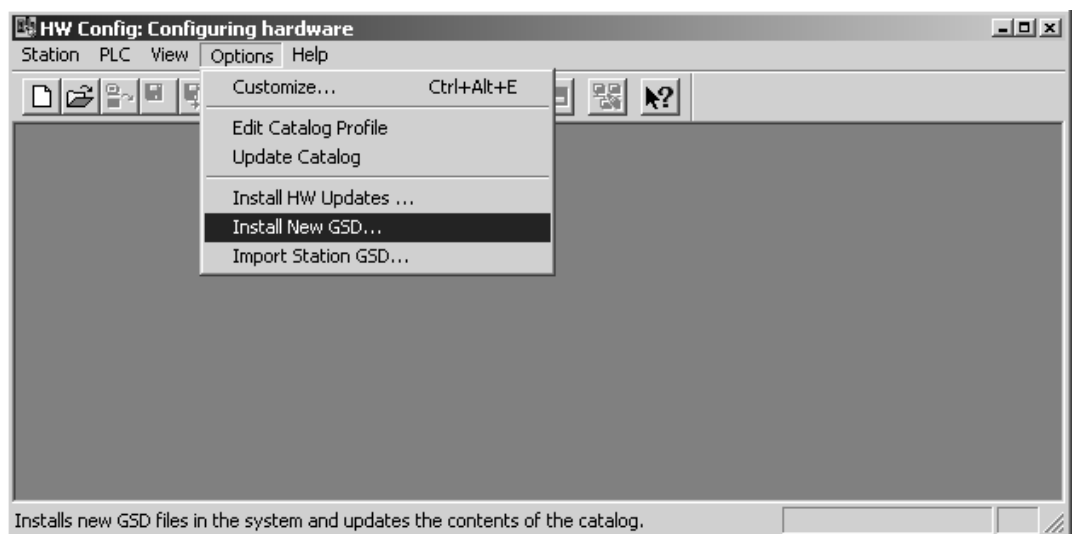 HW Config: Configuring hardware
Station PLC View Options Help
Customize... Ctrl+Alt+E
Edit Catalog Profile
Update Catalog
Install HW Updates ...
Install New GSD...
Import Station GSD...
Installs new GSD files in the system and updates the contents of the catalog.